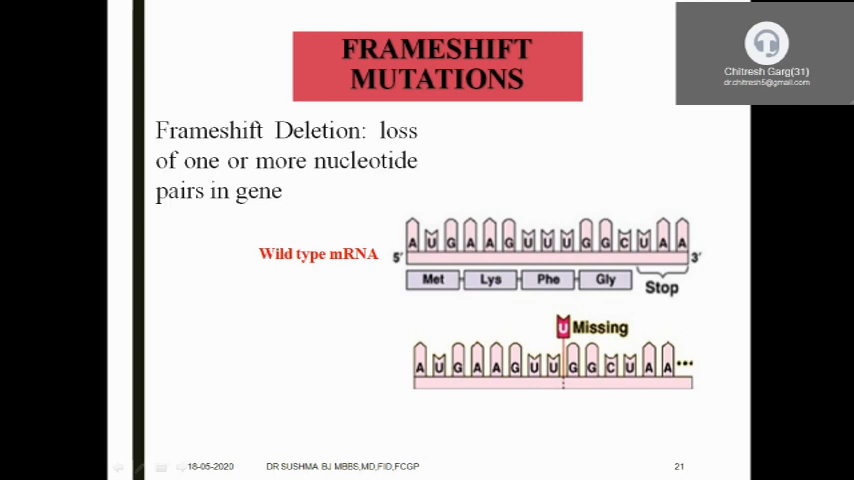 FRAMESHIFT
MUTATIONS
Chitresh Garg(31)
dr.chitresh5@gmail.com
Frameshift Deletion: loss
of one or more nucleotide
pairs in gene
Wild type mRNA
5′ A U G A A G U U U G G C U A A 3′
Met Lys Phe Gly Stop
U Missing
A U G A A G U U G G C U A A •••
18-05-2020 DR SUSHMA BJ MBBS,MD,FID,FCGP 21